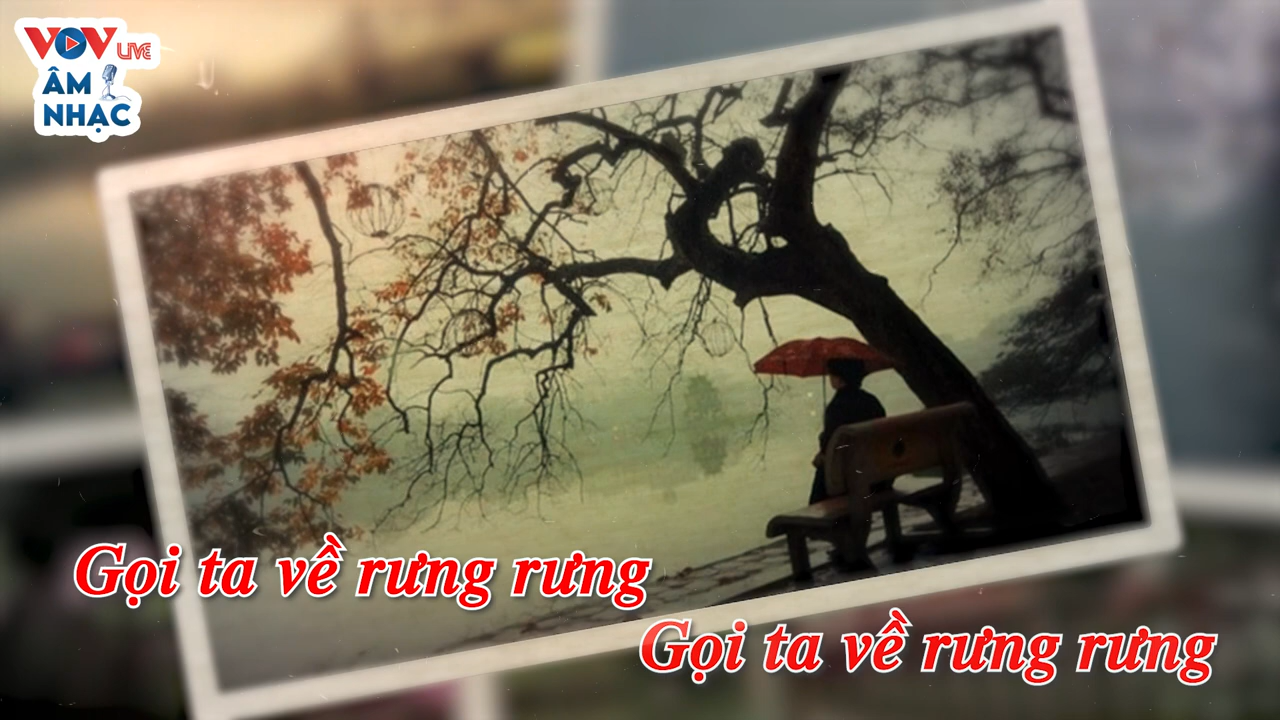 VOV LIVE
ÂM
NHẠC
Gọi ta về rưng rưng
Gọi ta về rưng rưng